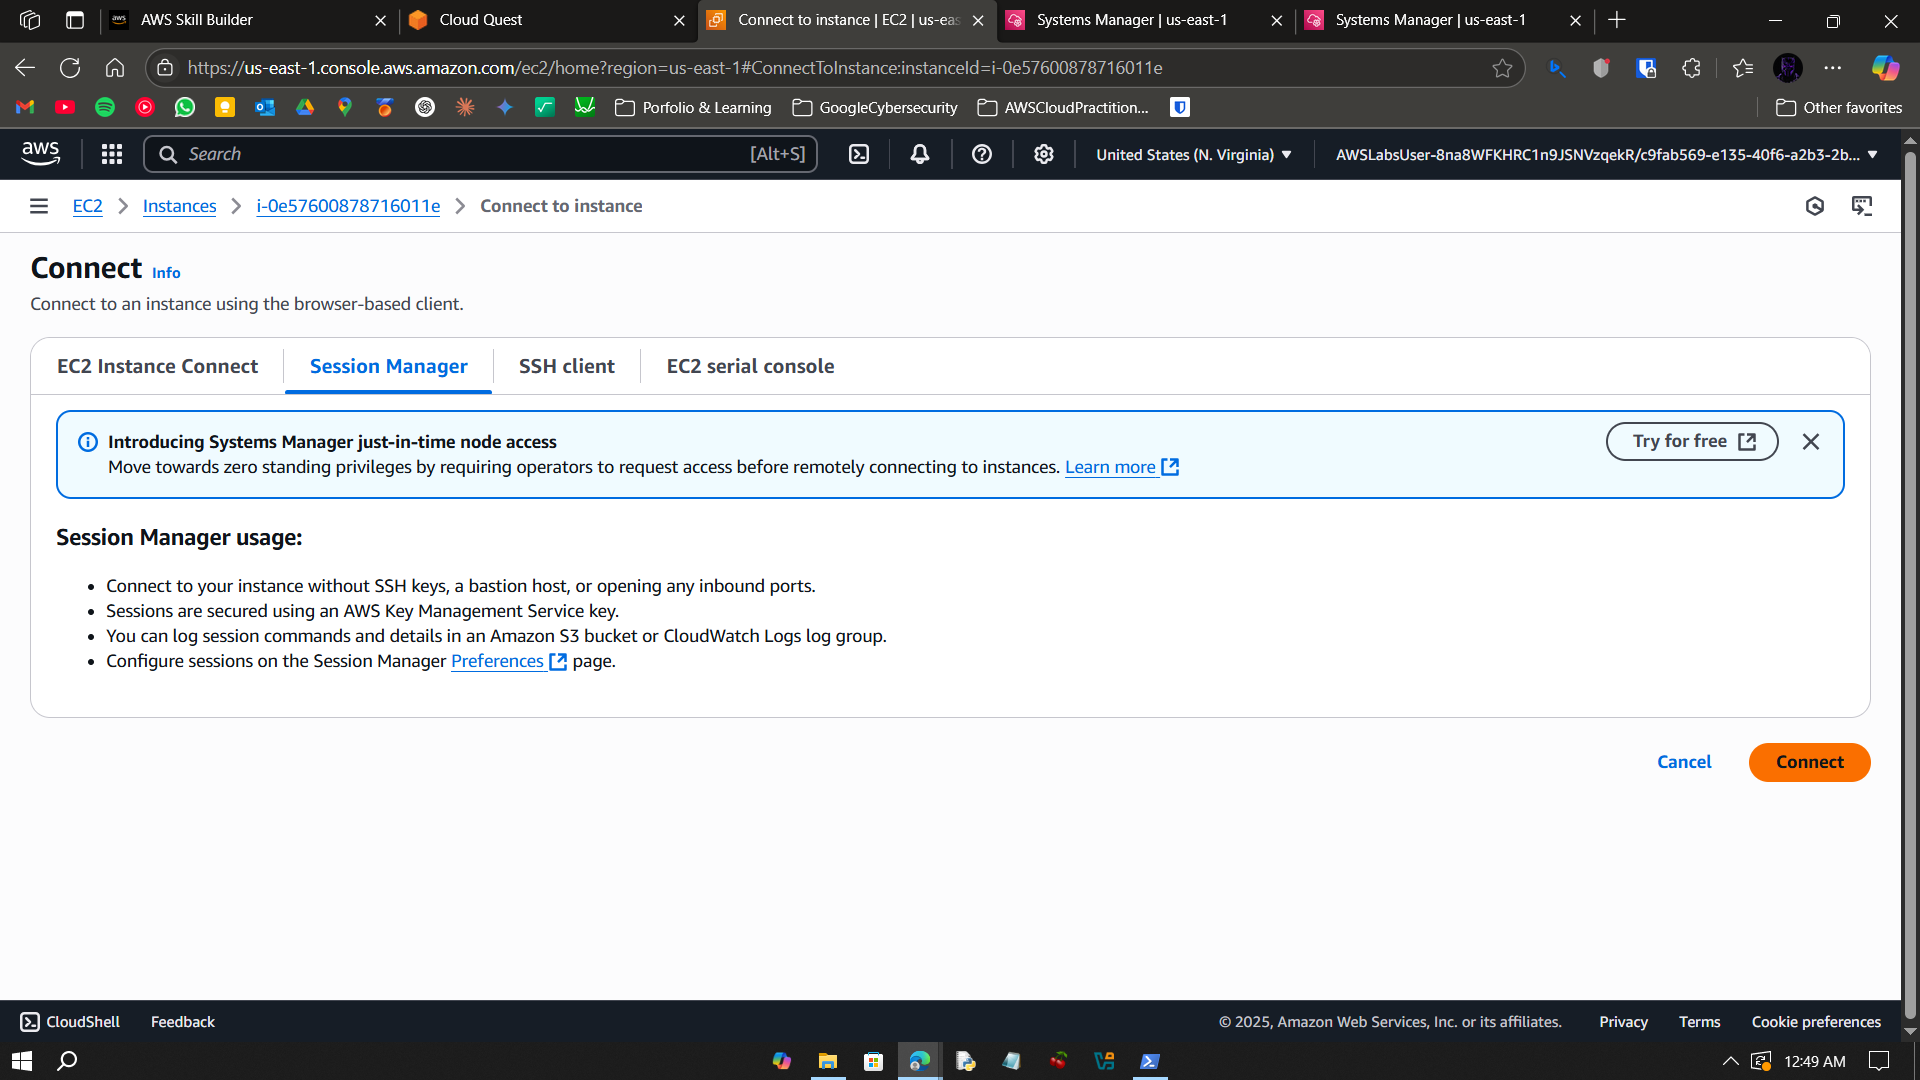 AWS Skill Builder
Cloud Quest
Connect to instance | EC2 | us-eas
Systems Manager | us-east-1
Systems Manager | us-east-1
https://us-east-1.console.aws.amazon.com/ec2/home?region=us-east-1#ConnectToInstance:instanceId=i-0e57600878716011e
Porfolio & Learning
GoogleCybersecurity
AWSCloudPractition...
Other favorites
aws
Search
[Alt+S]
United States (N. Virginia)
AWSLabsUser-8na8WFKHRC1n9JSNVzqekR/c9fab569-e135-40f6-a2b3-2b...
EC2 > Instances > i-0e57600878716011e > Connect to instance
Connect Info
Connect to an instance using the browser-based client.
EC2 Instance Connect
Session Manager
SSH client
EC2 serial console
Introducing Systems Manager just-in-time node access
Move towards zero standing privileges by requiring operators to request access before remotely connecting to instances. Learn more
Try for free
Session Manager usage:
• Connect to your instance without SSH keys, a bastion host, or opening any inbound ports.
• Sessions are secured using an AWS Key Management Service key.
• You can log session commands and details in an Amazon S3 bucket or CloudWatch Logs log group.
• Configure sessions on the Session Manager Preferences page.
Cancel
Connect
CloudShell
Feedback
© 2025, Amazon Web Services, Inc. or its affiliates.
Privacy
Terms
Cookie preferences
12:49 AM